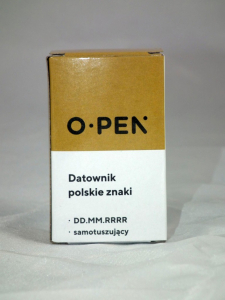 O·PEN
Datownik
polskie znaki
· DD.MM.RRRR
· samotuszujący